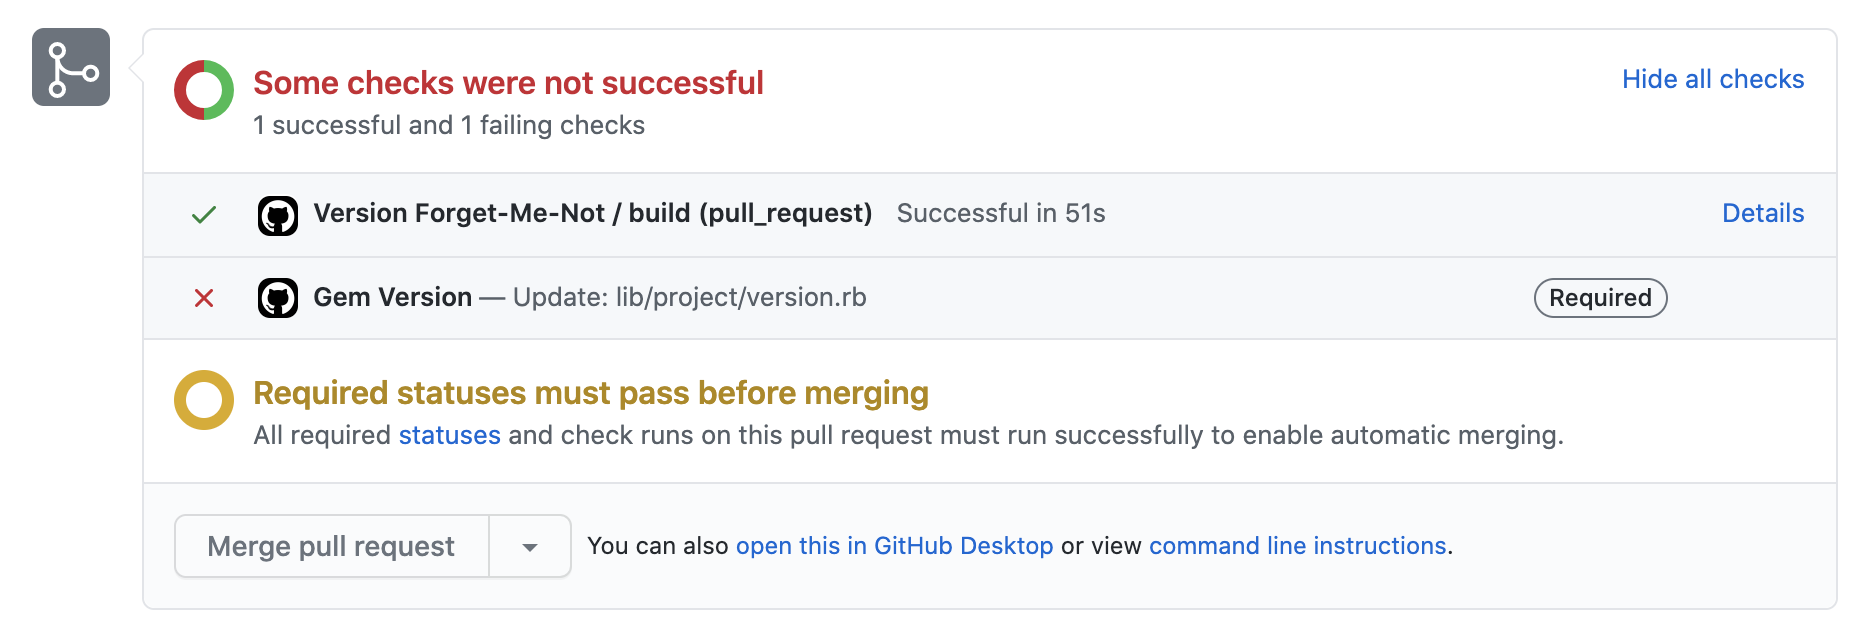 Some checks were not successful
Hide all checks
1 successful and 1 failing checks
Version Forget-Me-Not / build (pull_request) Successful in 51s
Details
Gem Version — Update: lib/project/version.rb
Required
Required statuses must pass before merging
All required statuses and check runs on this pull request must run successfully to enable automatic merging.
Merge pull request
You can also open this in GitHub Desktop or view command line instructions.